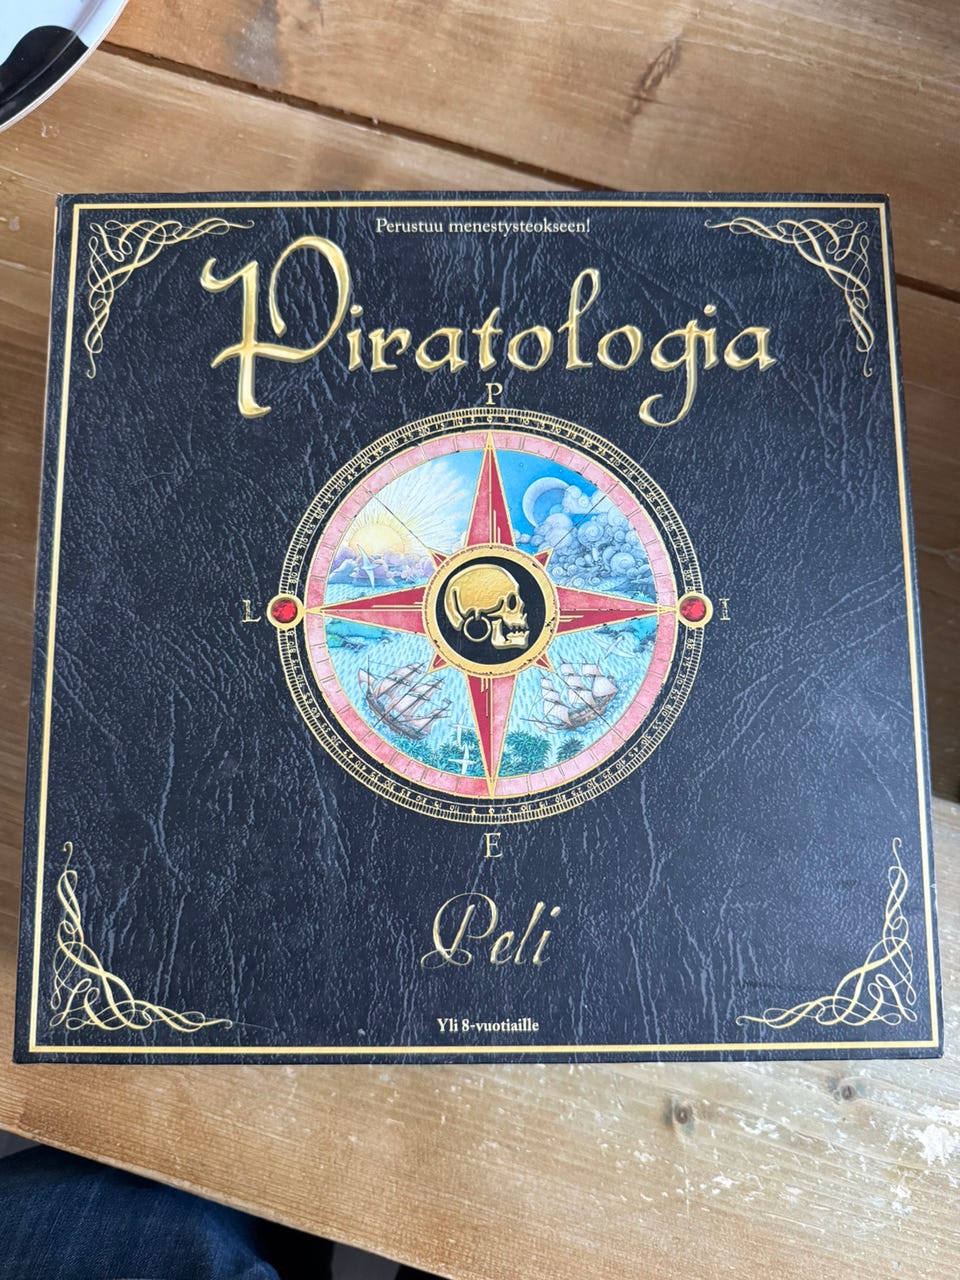 Perustuu menestysteokseen!
Piratologia
P
L I
E
Peli
Yli 8-vuotiaille